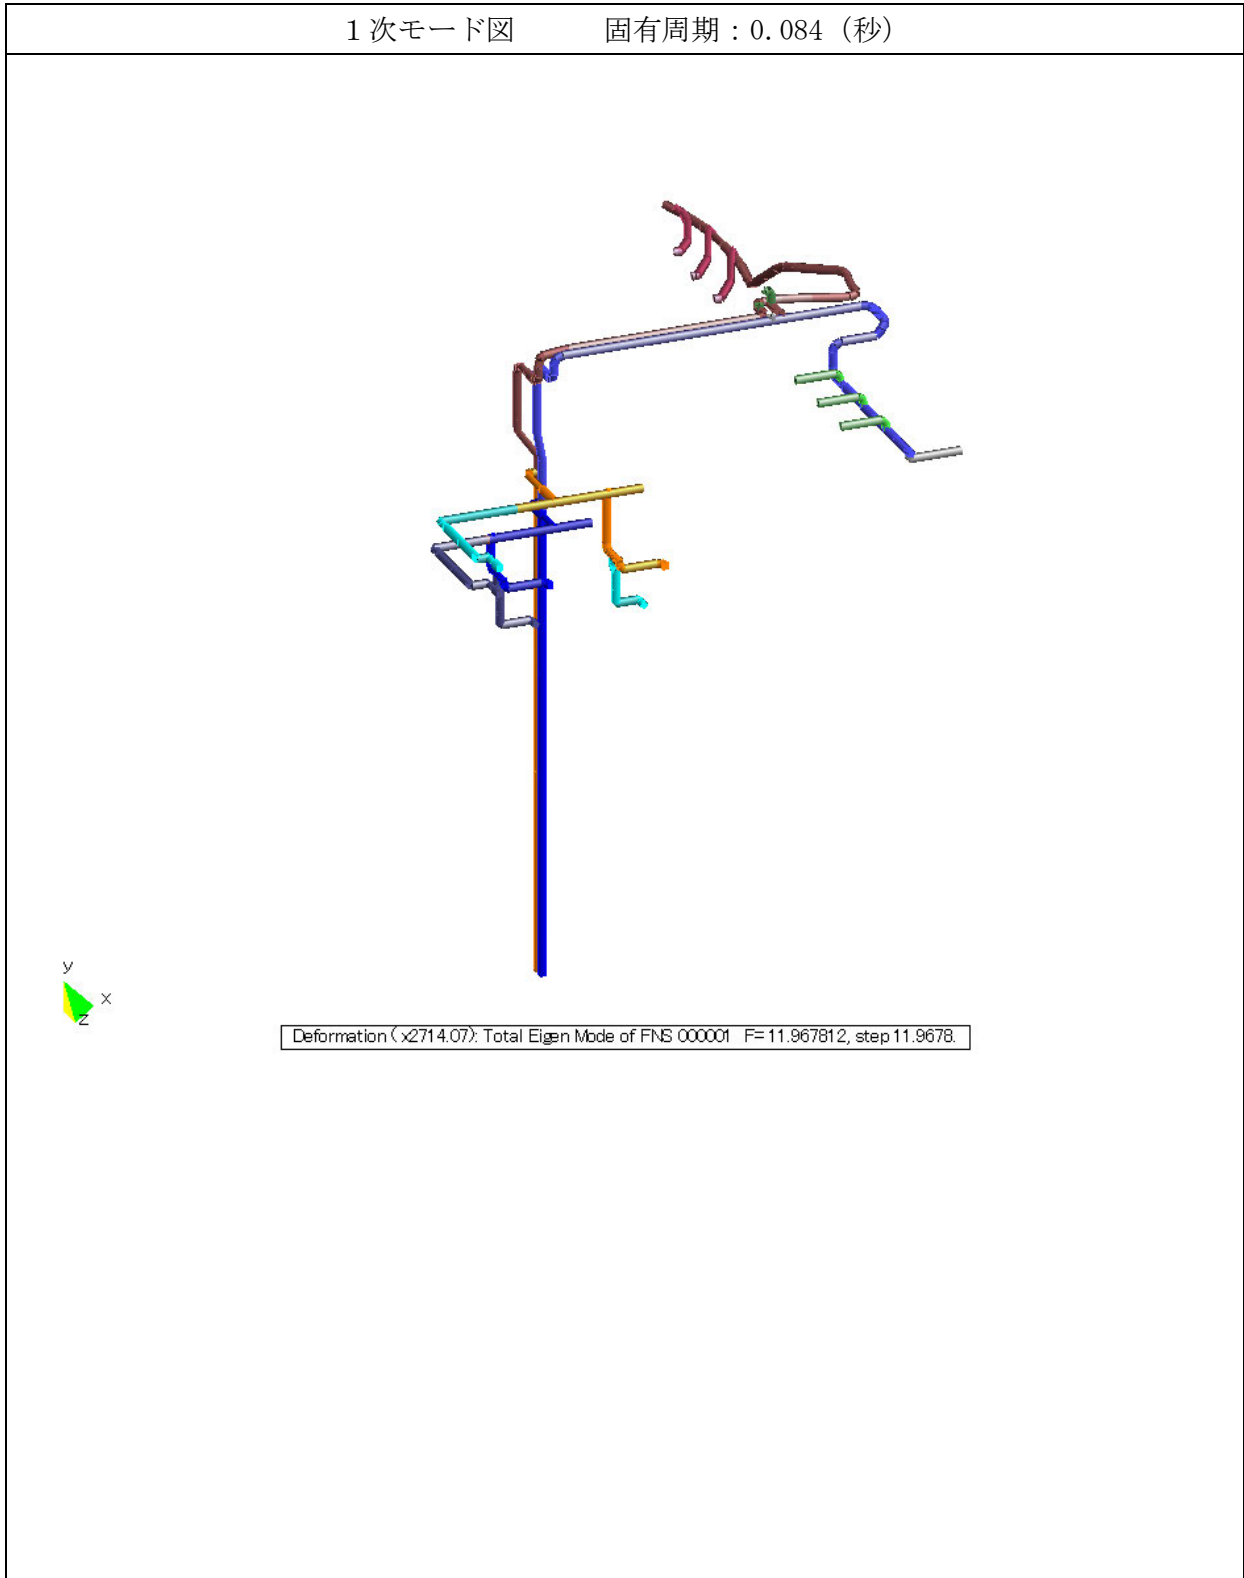 1次モード図　　　固有周期：0.084（秒）
y
x
z
Deformation (x2714.07): Total Eigen Mode of FNS 000001 F= 11.967812, step 11.9678.